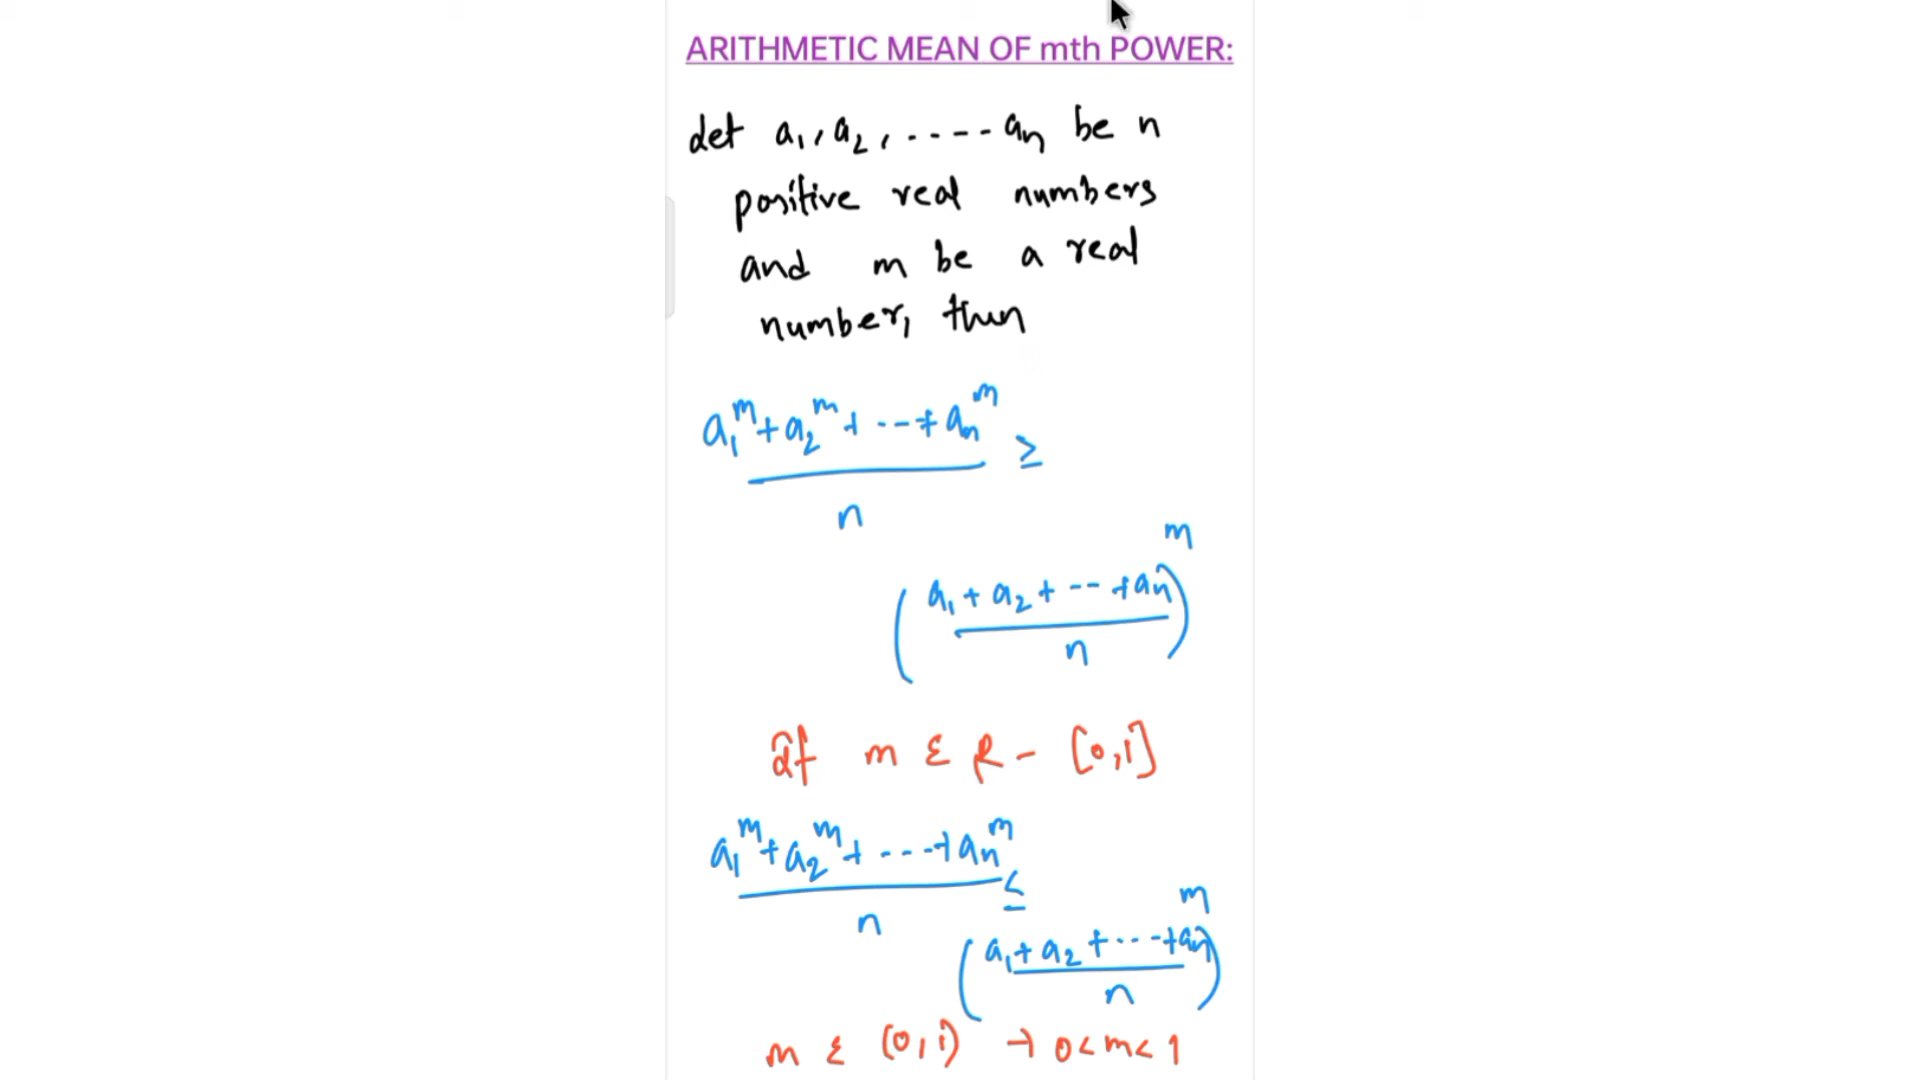 ARITHMETIC MEAN OF mth POWER:
Let a₁, a₂, ..... aₙ be n
positive real numbers
and m be a real
number, then
a₁ᵐ + a₂ᵐ + --- + aₙᵐ ≥
n
m
(a₁ + a₂ + --- + aₙ)
n
If m ∈ R - [0,1]
a₁ᵐ + a₂ᵐ + ---- + aₙᵐ ≤
n
m
(a₁ + a₂ + ---- + aₙ)
n
m ∈ (0,1) → 0 < m < 1